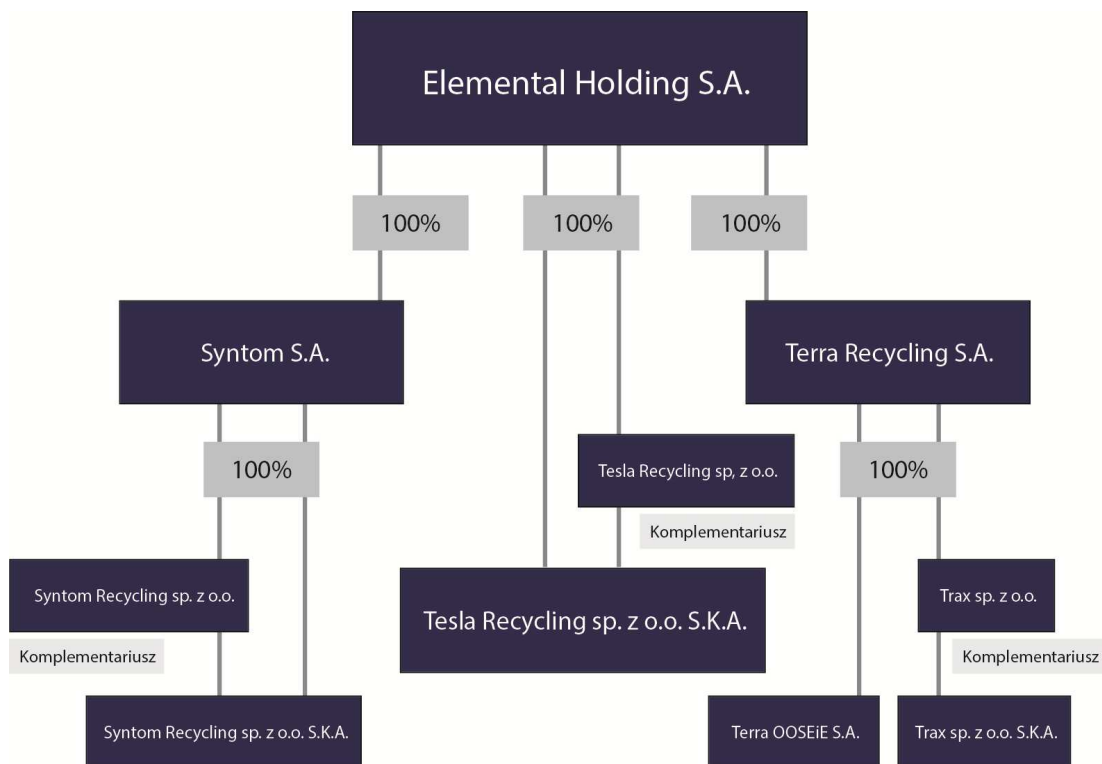 Elemental Holding S.A.
100%
100%
100%
Syntom S.A.
Terra Recycling S.A.
100%
Tesla Recycling sp, z o.o.
100%
Komplementariusz
Syntom Recycling sp. z o.o.
Tesla Recycling sp. z o.o. S.K.A.
Trax sp. z o.o.
Komplementariusz
Komplementariusz
Syntom Recycling sp. z o.o. S.K.A.
Terra OOSEiE S.A.
Trax sp. z o.o. S.K.A.